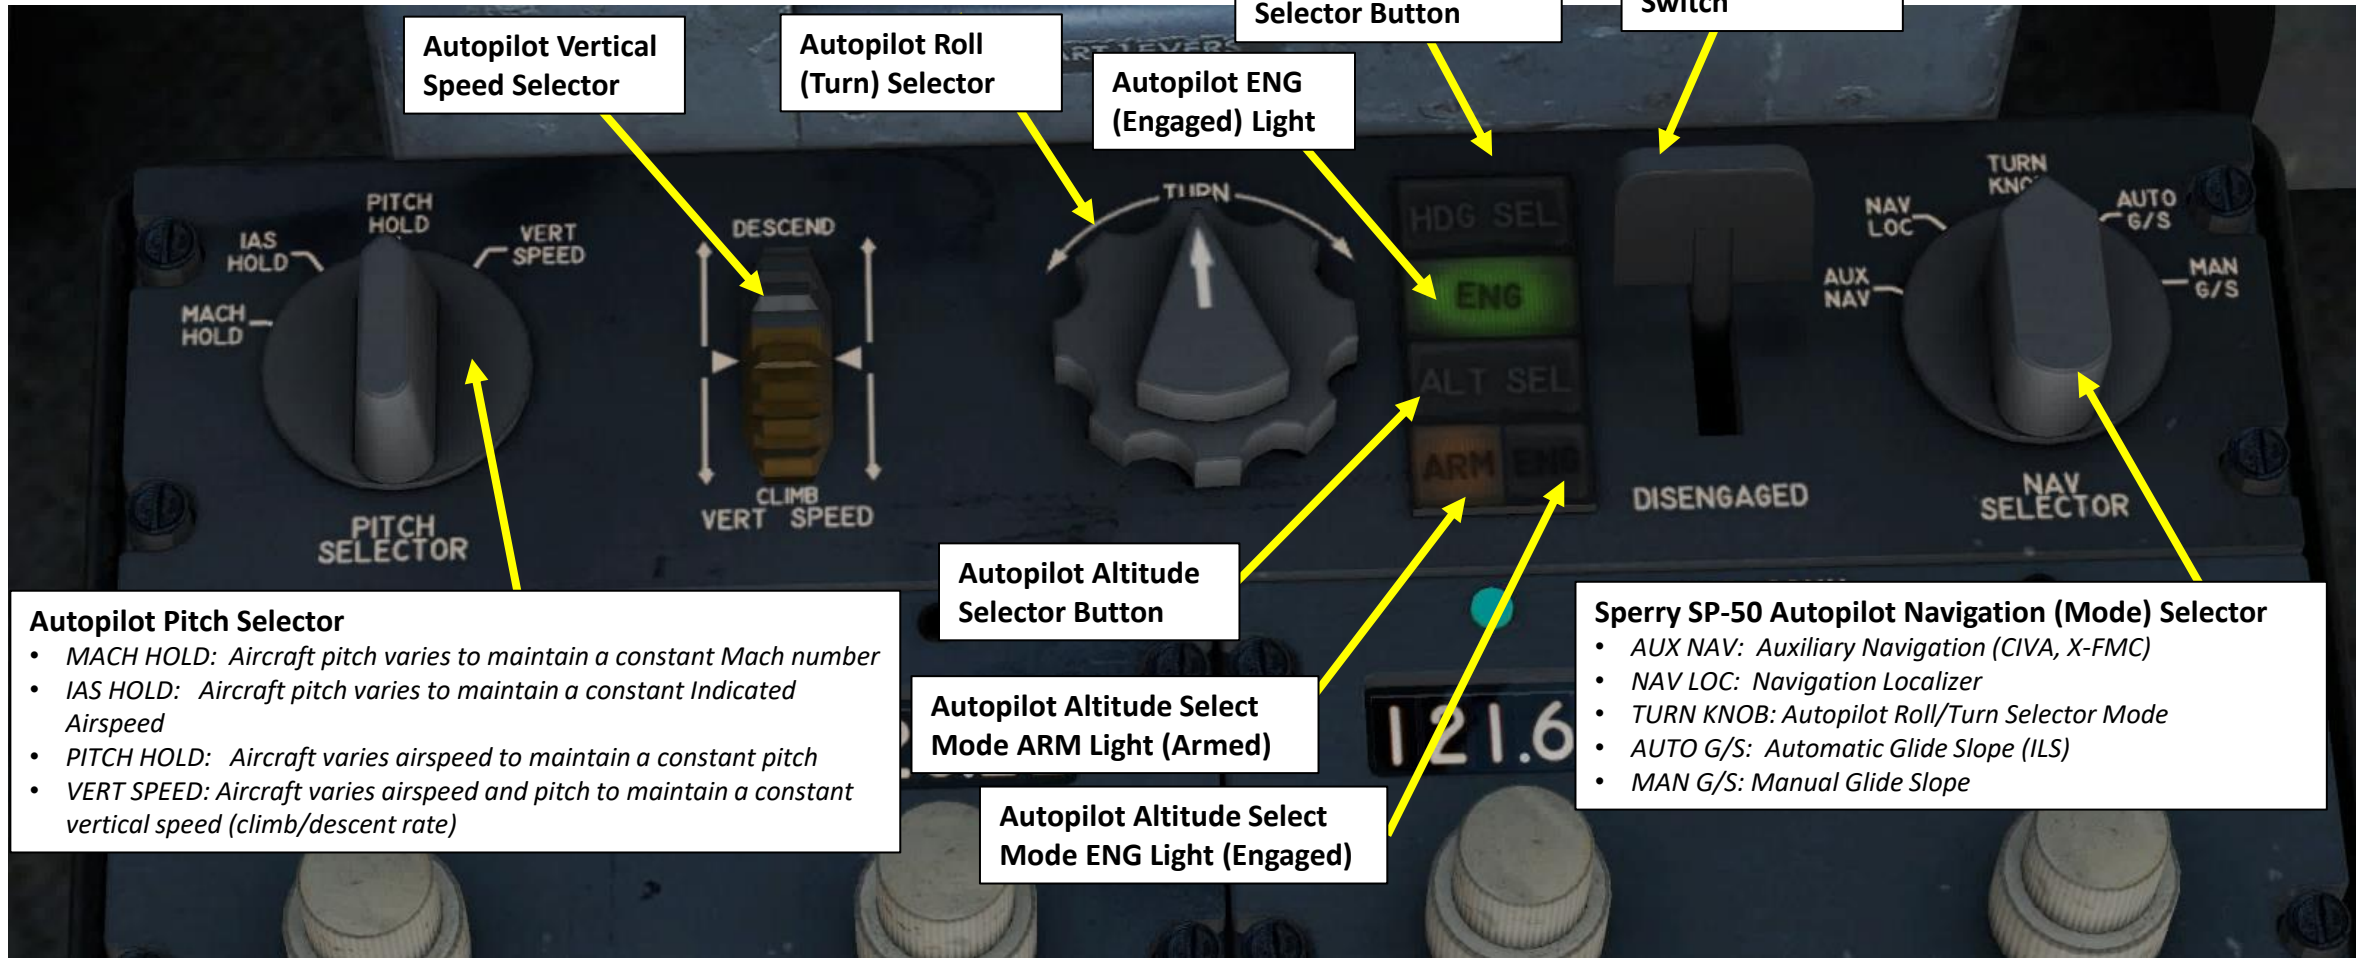 Selector Button
Switch
Autopilot Vertical
Speed Selector
Autopilot Roll
(Turn) Selector
Autopilot ENG
(Engaged) Light
PITCH
HOLD
IAS
HOLD
VERT
SPEED
MACH
HOLD
PITCH
SELECTOR
DESCEND
CLIMB
VERT SPEED
TURN
HDG SEL
ENG
ALT SEL
ARM ENG
DISENGAGED
TURN
NAV
LOC
AUTO
G/S
AUX
NAV
MAN
G/S
NAV
SELECTOR
Autopilot Altitude
Selector Button
Autopilot Altitude Select
Mode ARM Light (Armed)
Autopilot Altitude Select
Mode ENG Light (Engaged)
121.6
Autopilot Pitch Selector
• MACH HOLD: Aircraft pitch varies to maintain a constant Mach number
• IAS HOLD: Aircraft pitch varies to maintain a constant Indicated
Airspeed
• PITCH HOLD: Aircraft varies airspeed to maintain a constant pitch
• VERT SPEED: Aircraft varies airspeed and pitch to maintain a constant
vertical speed (climb/descent rate)
Sperry SP-50 Autopilot Navigation (Mode) Selector
• AUX NAV: Auxiliary Navigation (CIVA, X-FMC)
• NAV LOC: Navigation Localizer
• TURN KNOB: Autopilot Roll/Turn Selector Mode
• AUTO G/S: Automatic Glide Slope (ILS)
• MAN G/S: Manual Glide Slope